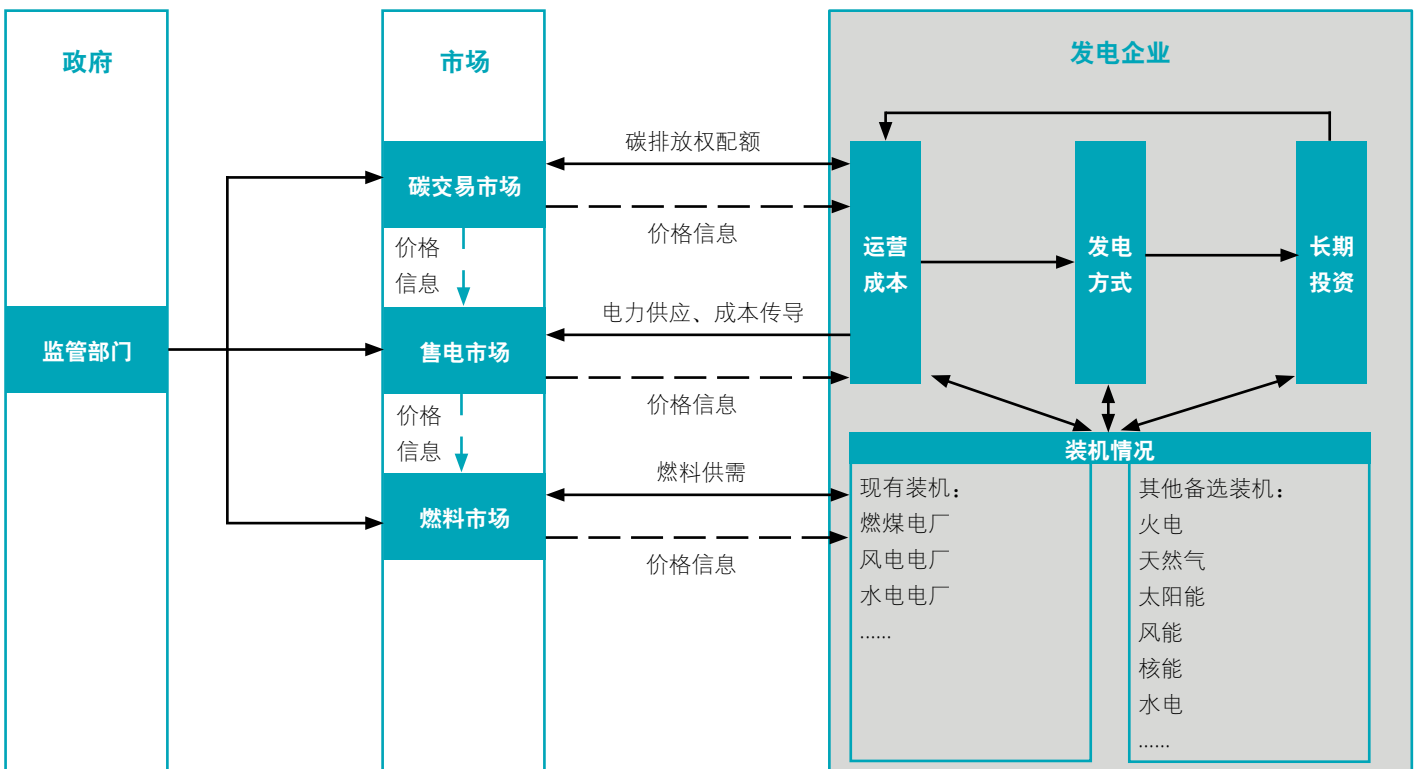 政府
监管部门
市场
碳交易市场
价格
信息
售电市场
价格
信息
燃料市场
碳排放权配额
价格信息
电力供应、成本传导
价格信息
燃料供需
价格信息
发电企业
运营
成本
发电
方式
长期
投资
装机情况
现有装机：
燃煤电厂
风电电厂
水电电厂
......
其他备选装机：
火电
天然气
太阳能
风能
核能
水电
......